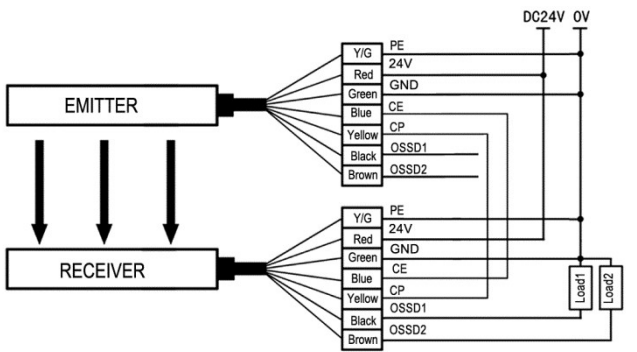 DC24V 0V
Y/G PE
Red 24V
Green GND
Blue CE
Yellow CP
Black OSSD1
Brown OSSD2
EMITTER
Y/G PE
Red 24V
Green GND
Blue CE
Yellow CP
Black OSSD1
Brown OSSD2
RECEIVER
Load1
Load2